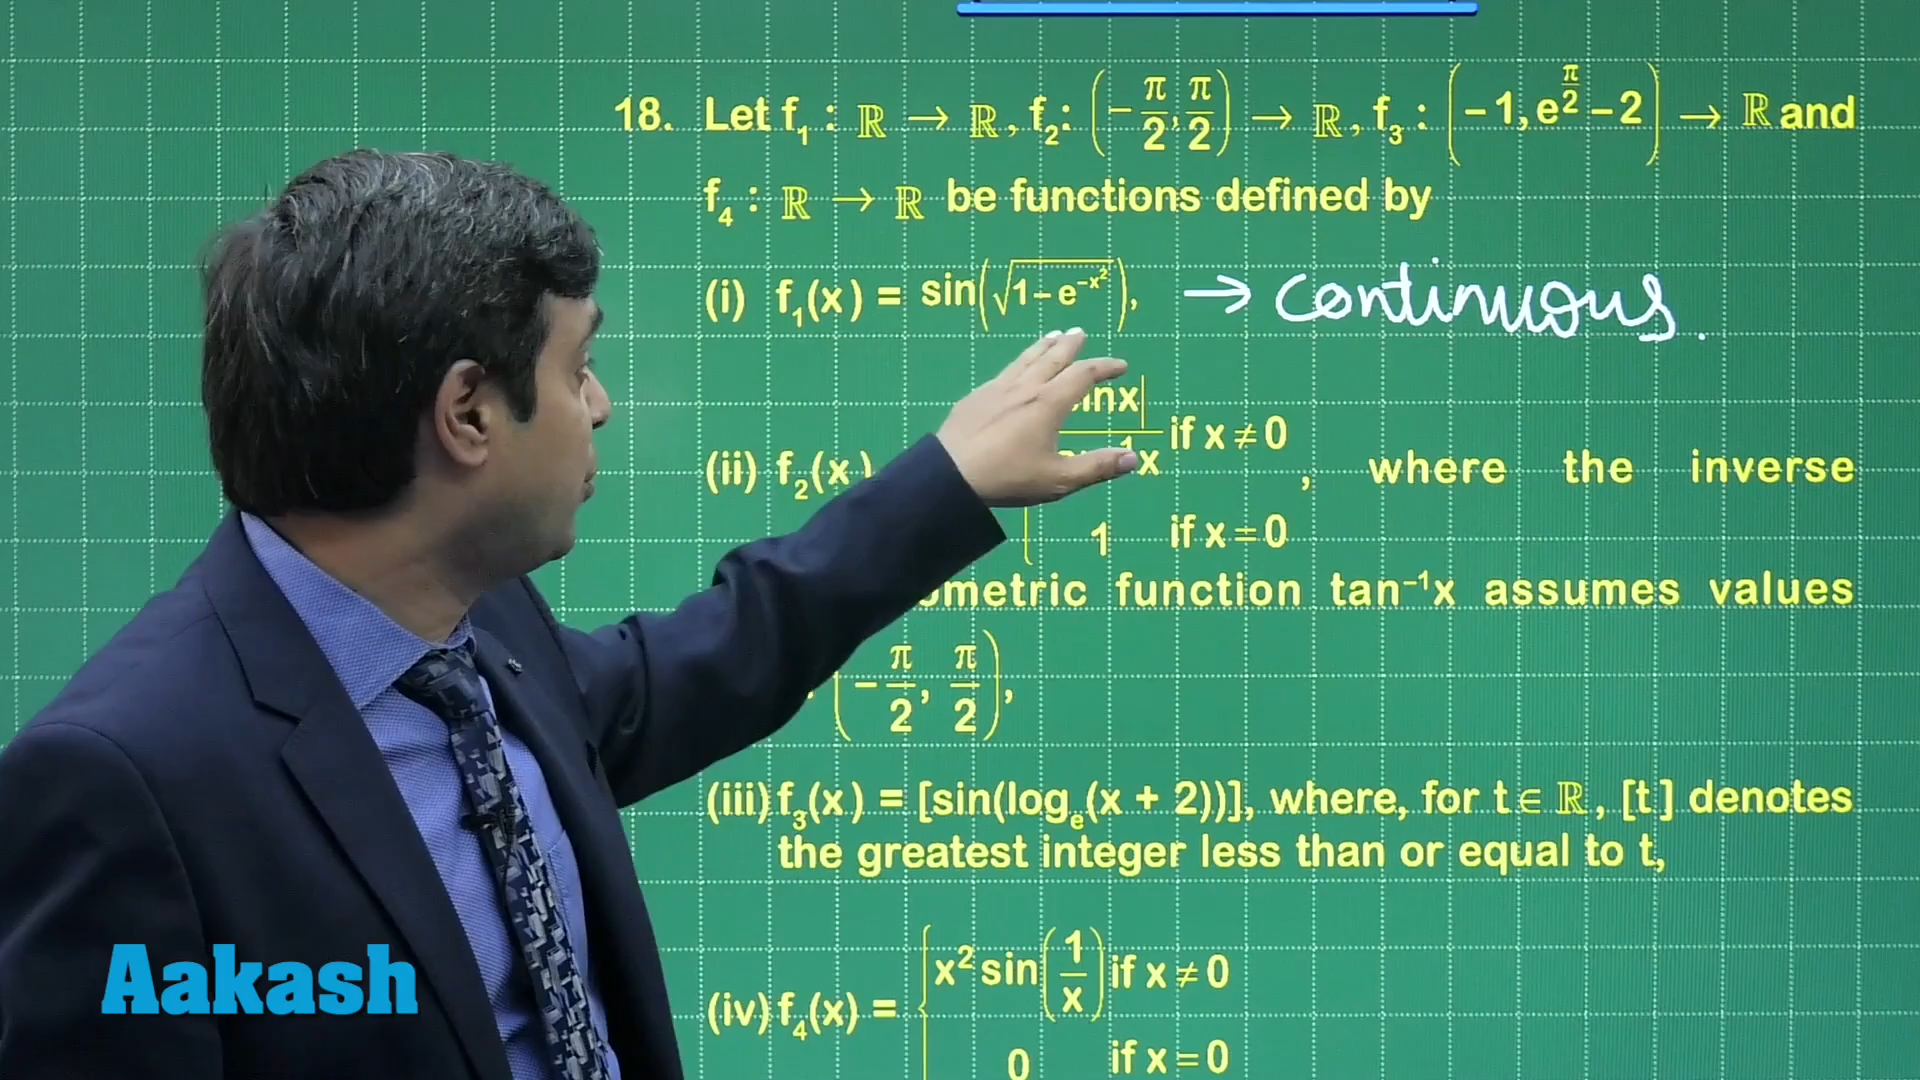 18. Let f₁ : ℝ → ℝ, f₂: (−π/2, π/2) → ℝ, f₃ : (−1, e^(π/2) − 2) → ℝ and
f₄ : ℝ → ℝ be functions defined by
(i) f₁(x) = sin(√(1 − e^(−x²))), → continuous.
inx|
if x ≠ 0
(ii) f₂(x) x , where the inverse
1 if x = 0
ometric function tan⁻¹x assumes values
(−π/2, π/2),
(iii) f₃(x) = [sin(logₑ(x + 2))], where, for t ∈ ℝ, [t] denotes
the greatest integer less than or equal to t,
x² sin(1/x) if x ≠ 0
(iv) f₄(x) = {
0 if x = 0
Aakash